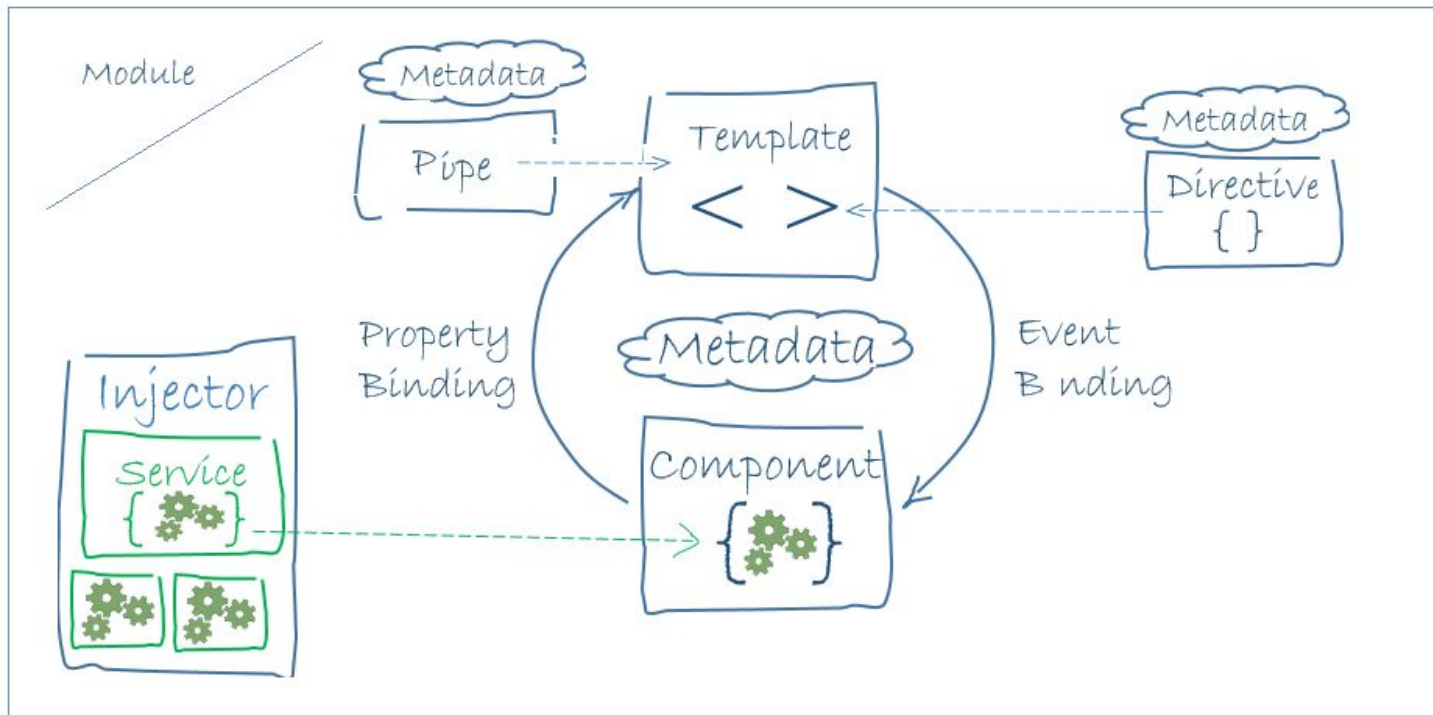 Module
Metadata
Pipe
Template
< >
Metadata
Directive
{ }
Property
Binding
Metadata
Event
B nding
Injector
Service
{ }
Component
{ }